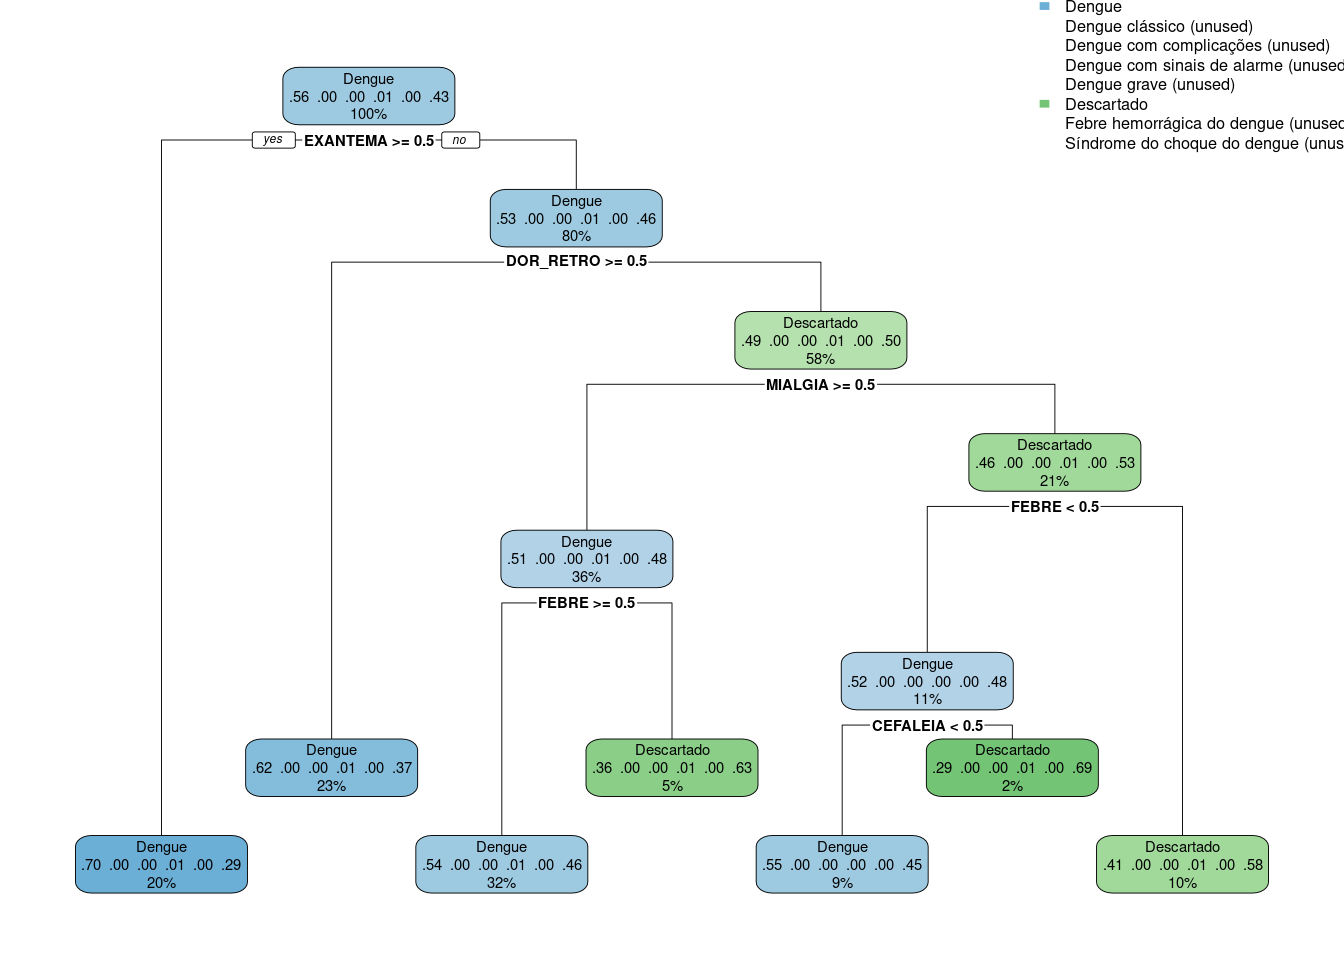 Dengue
Dengue clássico (unused)
Dengue com complicações (unused)
Dengue com sinais de alarme (unused
Dengue grave (unused)
Descartado
Febre hemorrágica do dengue (unused
Síndrome do choque do dengue (unus
Dengue
.56 .00 .00 .01 .00 .43
100%
yes EXANTEMA >= 0.5 no
Dengue
.53 .00 .00 .01 .00 .46
80%
DOR_RETRO >= 0.5
Descartado
.49 .00 .00 .01 .00 .50
58%
MIALGIA >= 0.5
Descartado
.46 .00 .00 .01 .00 .53
21%
FEBRE < 0.5
Dengue
.51 .00 .00 .01 .00 .48
36%
FEBRE >= 0.5
Dengue
.52 .00 .00 .00 .00 .48
11%
CEFALEIA < 0.5
Dengue
.62 .00 .00 .01 .00 .37
23%
Descartado
.36 .00 .00 .01 .00 .63
5%
Descartado
.29 .00 .00 .01 .00 .69
2%
Dengue
.70 .00 .00 .01 .00 .29
20%
Dengue
.54 .00 .00 .01 .00 .46
32%
Dengue
.55 .00 .00 .00 .00 .45
9%
Descartado
.41 .00 .00 .01 .00 .58
10%